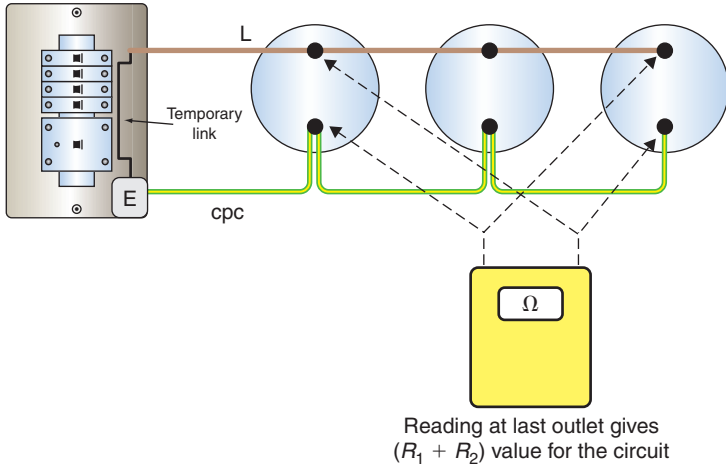 L
Temporary
link
E
cpc
Ω
Reading at last outlet gives
(R₁ + R₂) value for the circuit